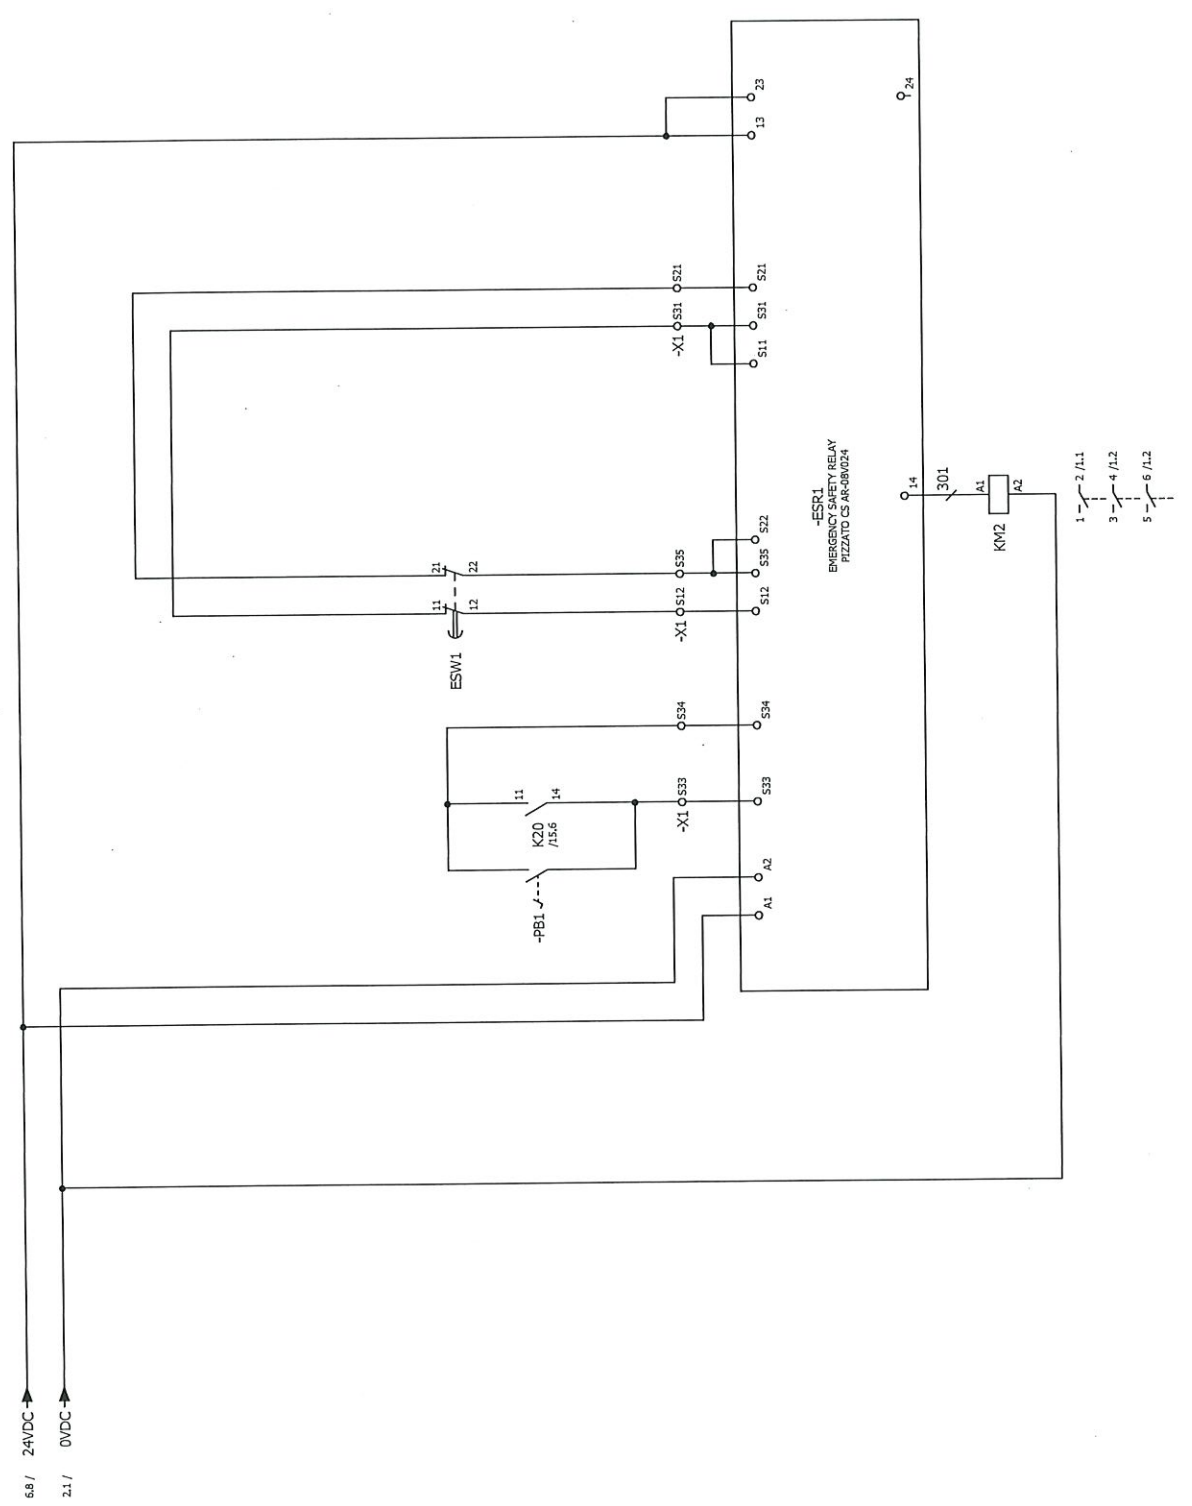 6.8 / 24VDC
2.1 / 0VDC
A1
A2
-PB1
K20
/15.6
11
14
-X1
S33
S33
S34
S34
ESW1
11
12
21
22
-X1
S12
S12
S35
S35
S22
S11
-X1
S31
S31
S21
S21
13
23
-ESR1
EMERGENCY SAFETY RELAY
PIZZATO CS AR-08V024
14
24
301
KM2
A1
A2
1 2 /1.1
3 4 /1.2
5 6 /1.2